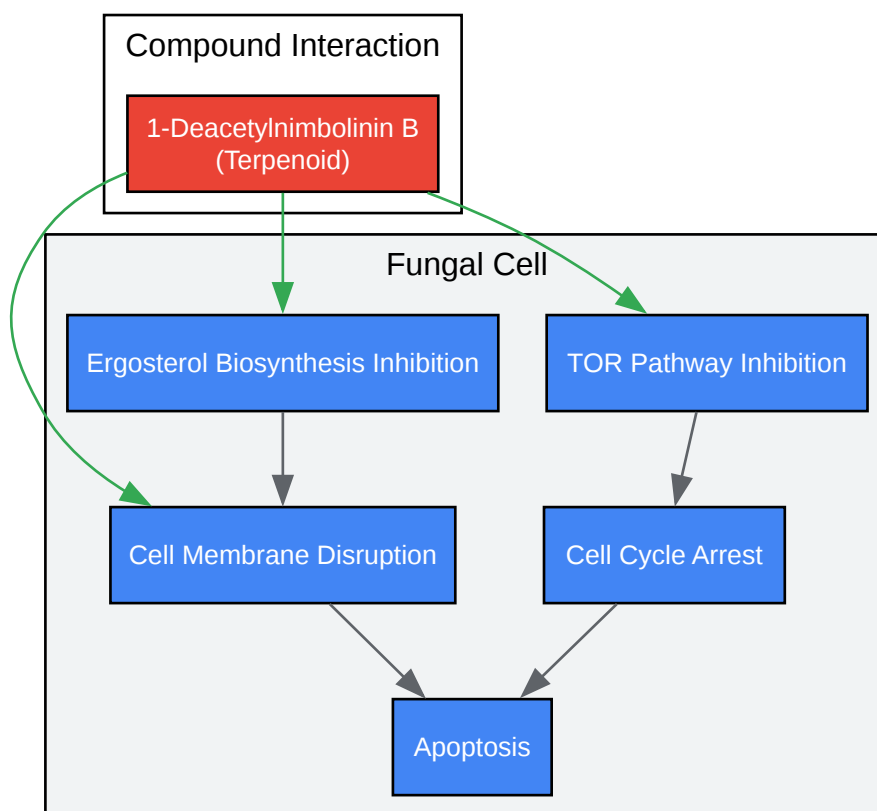 Compound Interaction
1-Deacetylnimbolinin B
(Terpenoid)
Fungal Cell
Ergosterol Biosynthesis Inhibition
TOR Pathway Inhibition
Cell Membrane Disruption
Cell Cycle Arrest
Apoptosis